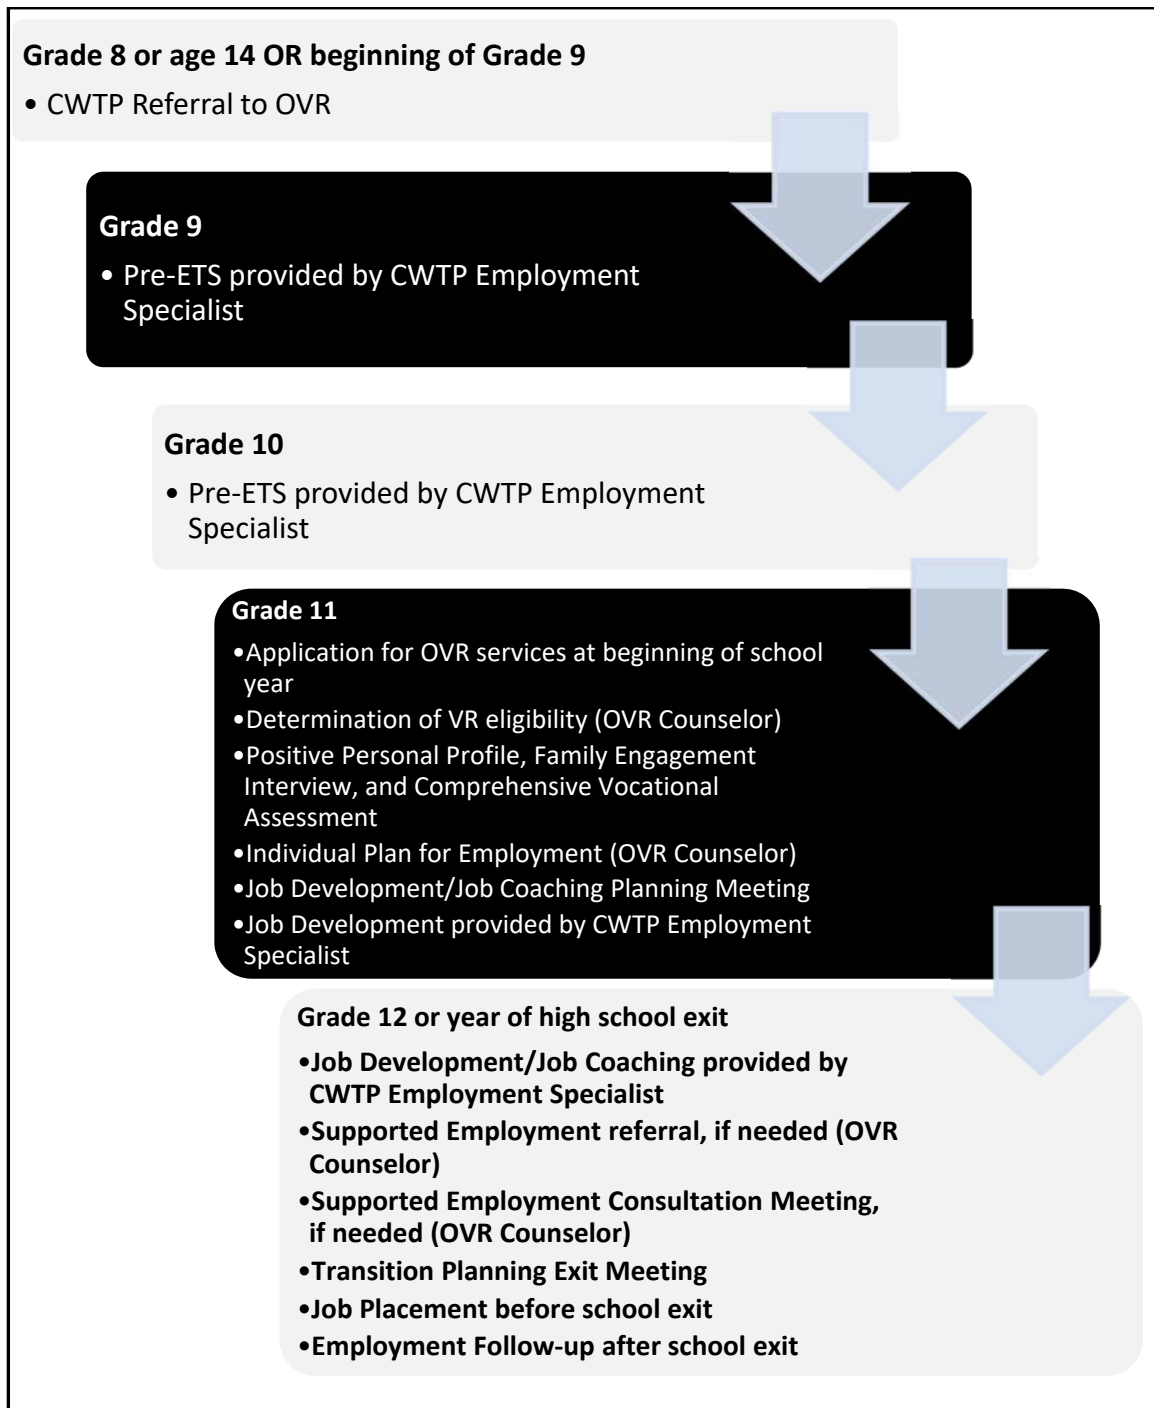 Grade 8 or age 14 OR beginning of Grade 9
• CWTP Referral to OVR
Grade 9
• Pre-ETS provided by CWTP Employment
Specialist
Grade 10
• Pre-ETS provided by CWTP Employment
Specialist
Grade 11
•Application for OVR services at beginning of school
year
•Determination of VR eligibility (OVR Counselor)
•Positive Personal Profile, Family Engagement
Interview, and Comprehensive Vocational
Assessment
•Individual Plan for Employment (OVR Counselor)
•Job Development/Job Coaching Planning Meeting
•Job Development provided by CWTP Employment
Specialist
Grade 12 or year of high school exit
•Job Development/Job Coaching provided by
CWTP Employment Specialist
•Supported Employment referral, if needed (OVR
Counselor)
•Supported Employment Consultation Meeting,
if needed (OVR Counselor)
•Transition Planning Exit Meeting
•Job Placement before school exit
•Employment Follow-up after school exit